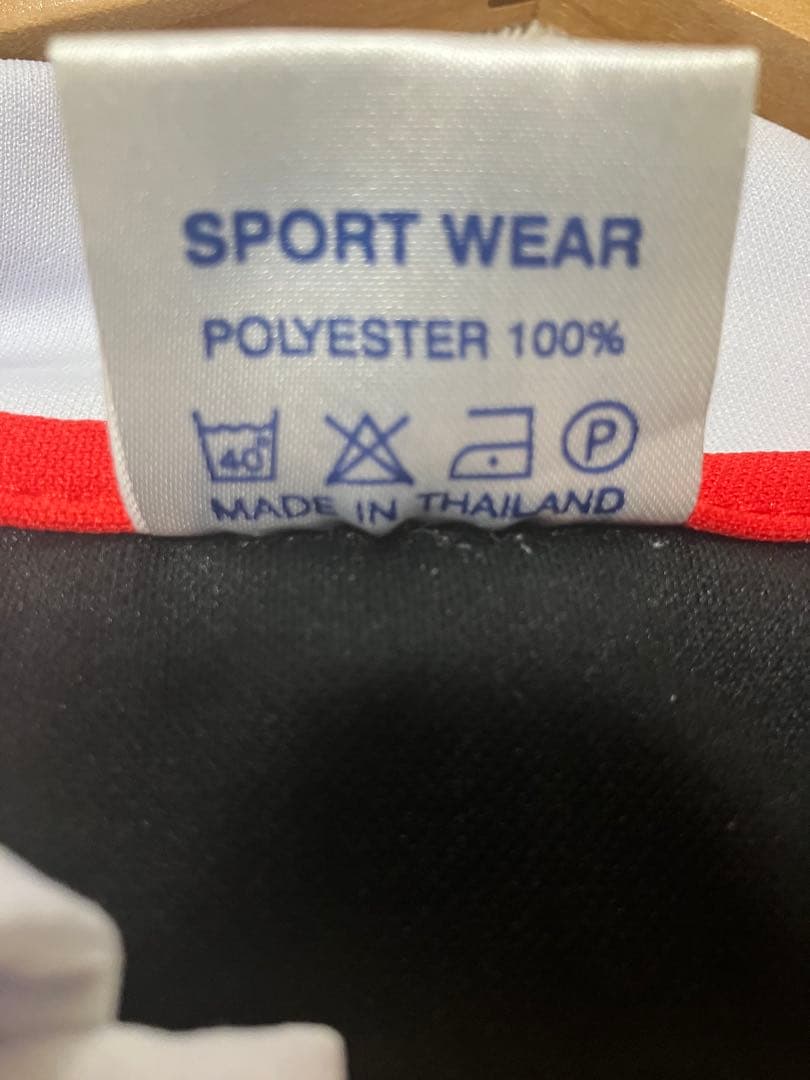 SPORT WEAR
POLYESTER 100%
40° P
MADE IN THAILAND